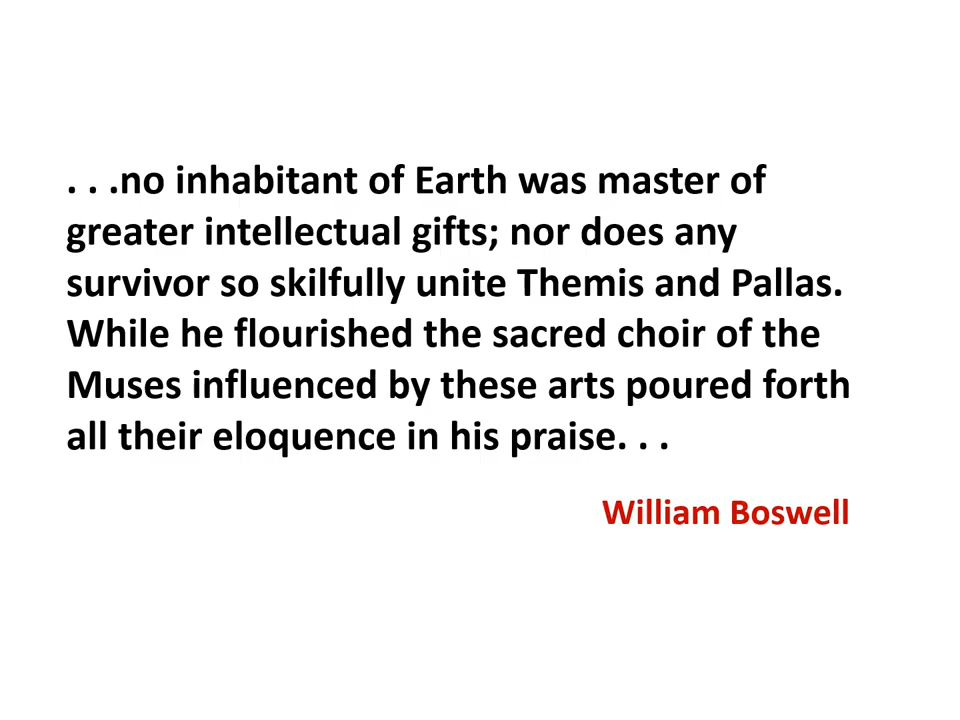 . . .no inhabitant of Earth was master of
greater intellectual gifts; nor does any
survivor so skilfully unite Themis and Pallas.
While he flourished the sacred choir of the
Muses influenced by these arts poured forth
all their eloquence in his praise. . .
William Boswell